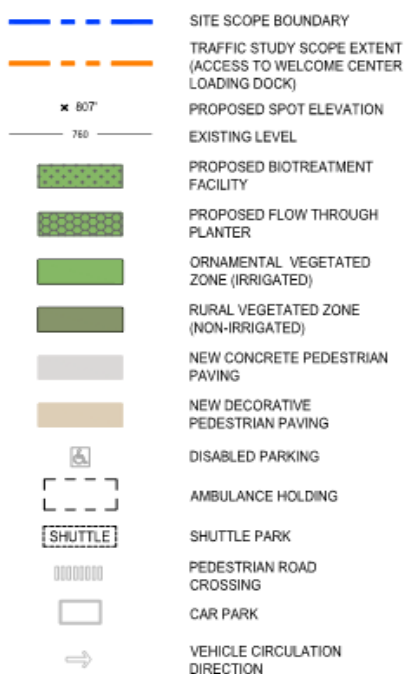 SITE SCOPE BOUNDARY
TRAFFIC STUDY SCOPE EXTENT
(ACCESS TO WELCOME CENTER
LOADING DOCK)
× 807' PROPOSED SPOT ELEVATION
760 EXISTING LEVEL
PROPOSED BIOTREATMENT
FACILITY
PROPOSED FLOW THROUGH
PLANTER
ORNAMENTAL VEGETATED
ZONE (IRRIGATED)
RURAL VEGETATED ZONE
(NON-IRRIGATED)
NEW CONCRETE PEDESTRIAN
PAVING
NEW DECORATIVE
PEDESTRIAN PAVING
DISABLED PARKING
AMBULANCE HOLDING
SHUTTLE SHUTTLE PARK
PEDESTRIAN ROAD
CROSSING
CAR PARK
VEHICLE CIRCULATION
DIRECTION